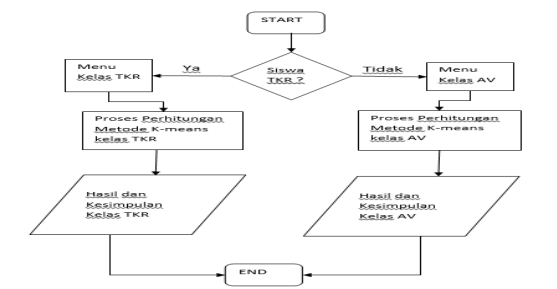 START
Menu
Kelas TKR
Ya
Siswa
TKR ?
Tidak
Menu
Kelas AV
Proses Perhitungan
Metode K-means
kelas TKR
Proses Perhitungan
Metode K-means
kelas AV
Hasil dan
Kesimpulan
Kelas TKR
Hasil dan
Kesimpulan
Kelas AV
END